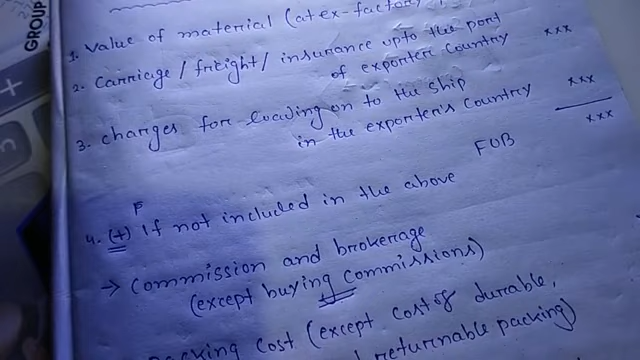 GROUP
1. Value of material (at ex-factory)
2. Carriage / freight / insurance upto the port
of exporter country xxx
3. charges for loading on to the ship
in the exporter's country xxx
xxx
FOB
4. (+) If not included in the above
→ Commission and brokerage
(except buying commissions)
packing cost (except cost of durable,
returnable packing)